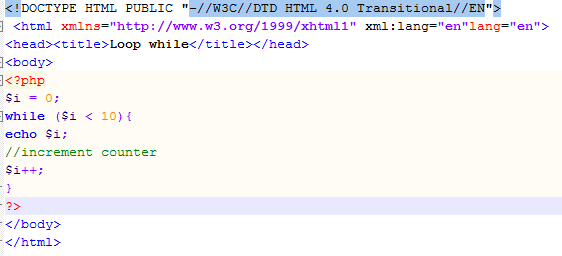 <!DOCTYPE HTML PUBLIC "-//W3C//DTD HTML 4.0 Transitional//EN">
<html xmlns="http://www.w3.org/1999/xhtml1" xml:lang="en"lang="en">
<head><title>Loop while</title></head>
<body>
<?php
$i = 0;
while ($i < 10){
echo $i;
//increment counter
$i++;
}
?>
</body>
</html>